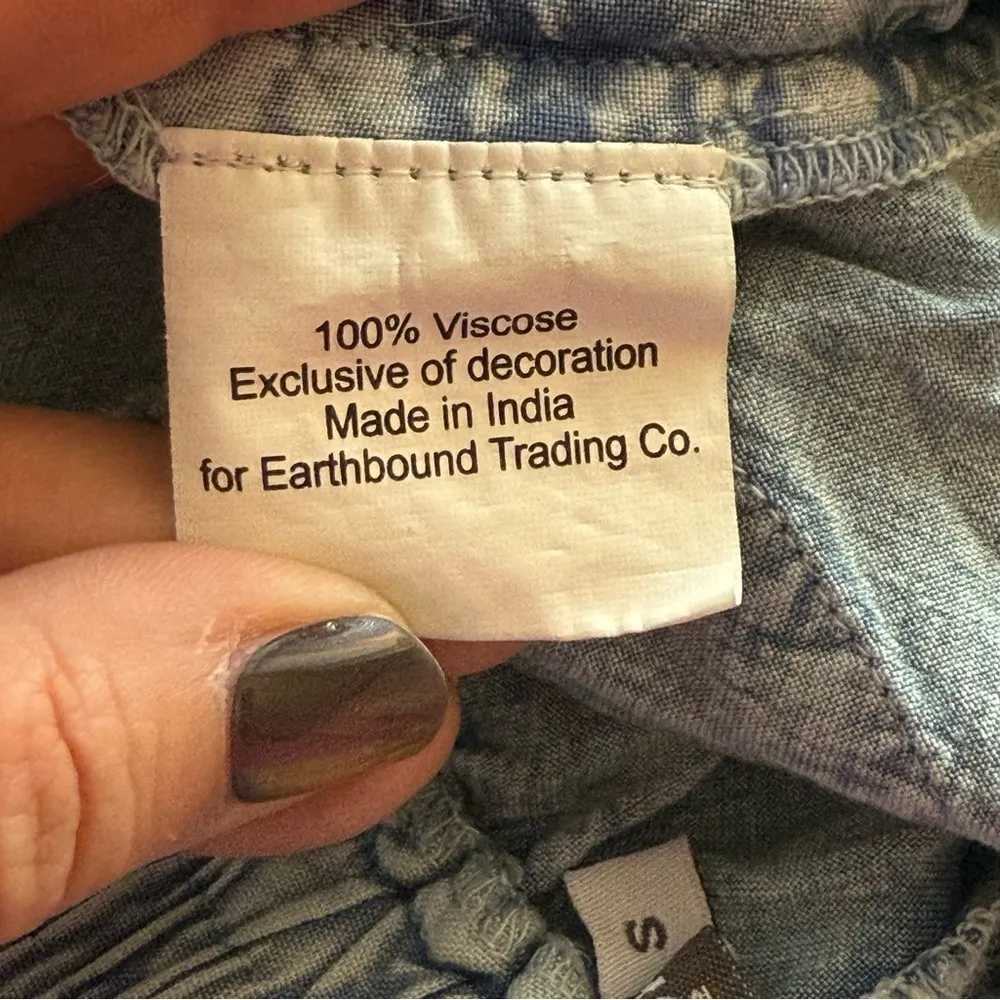 100% Viscose
Exclusive of decoration
Made in India
for Earthbound Trading Co.
S